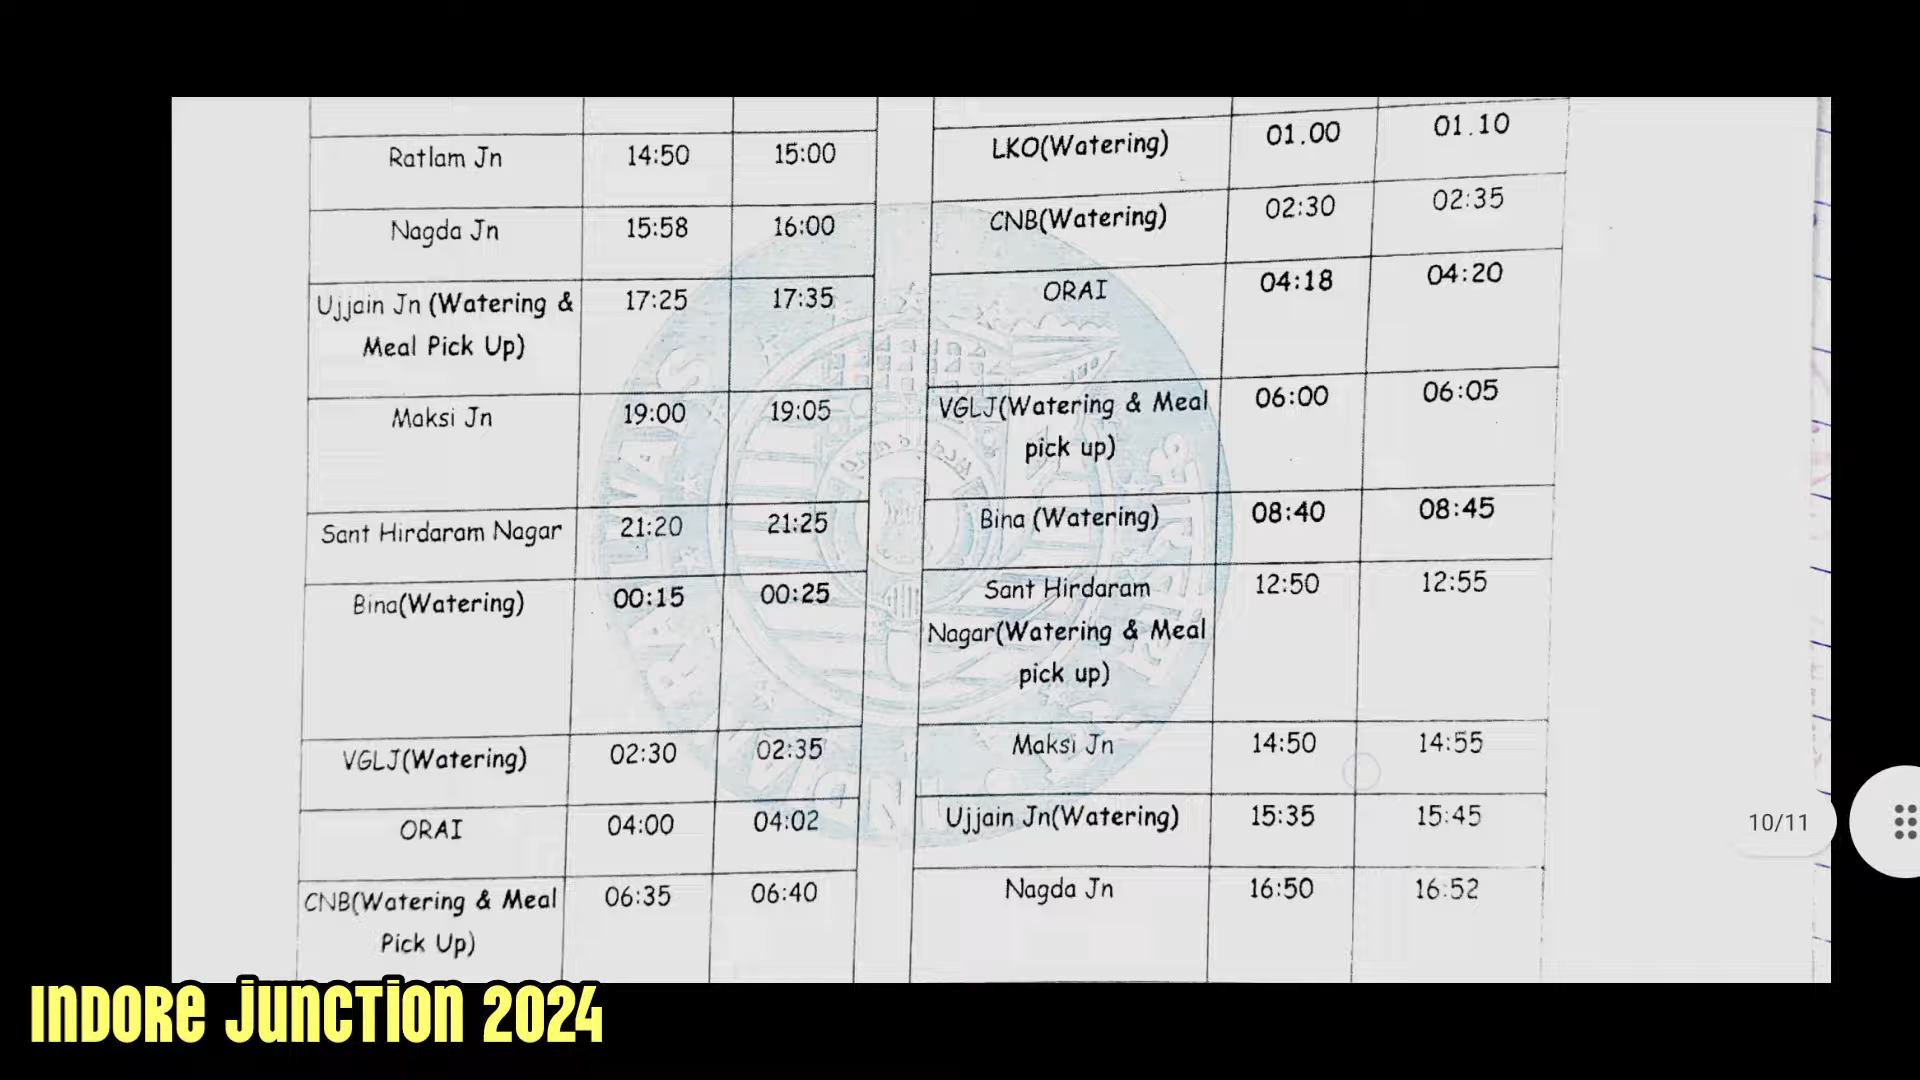 Ratlam Jn 14:50 15:00
Nagda Jn 15:58 16:00
Ujjain Jn (Watering & 17:25 17:35
Meal Pick Up)
Maksi Jn 19:00 19:05
Sant Hirdaram Nagar 21:20 21:25
Bina(Watering) 00:15 00:25
VGLJ(Watering) 02:30 02:35
ORAI 04:00 04:02
CNB(Watering & Meal 06:35 06:40
Pick Up)
LKO(Watering) 01.00 01.10
CNB(Watering) 02:30 02:35
ORAI 04:18 04:20
VGLJ(Watering & Meal 06:00 06:05
pick up)
Bina (Watering) 08:40 08:45
Sant Hirdaram 12:50 12:55
Nagar(Watering & Meal
pick up)
Maksi Jn 14:50 14:55
Ujjain Jn(Watering) 15:35 15:45
Nagda Jn 16:50 16:52
10/11
INDORE JUNCTION 2024